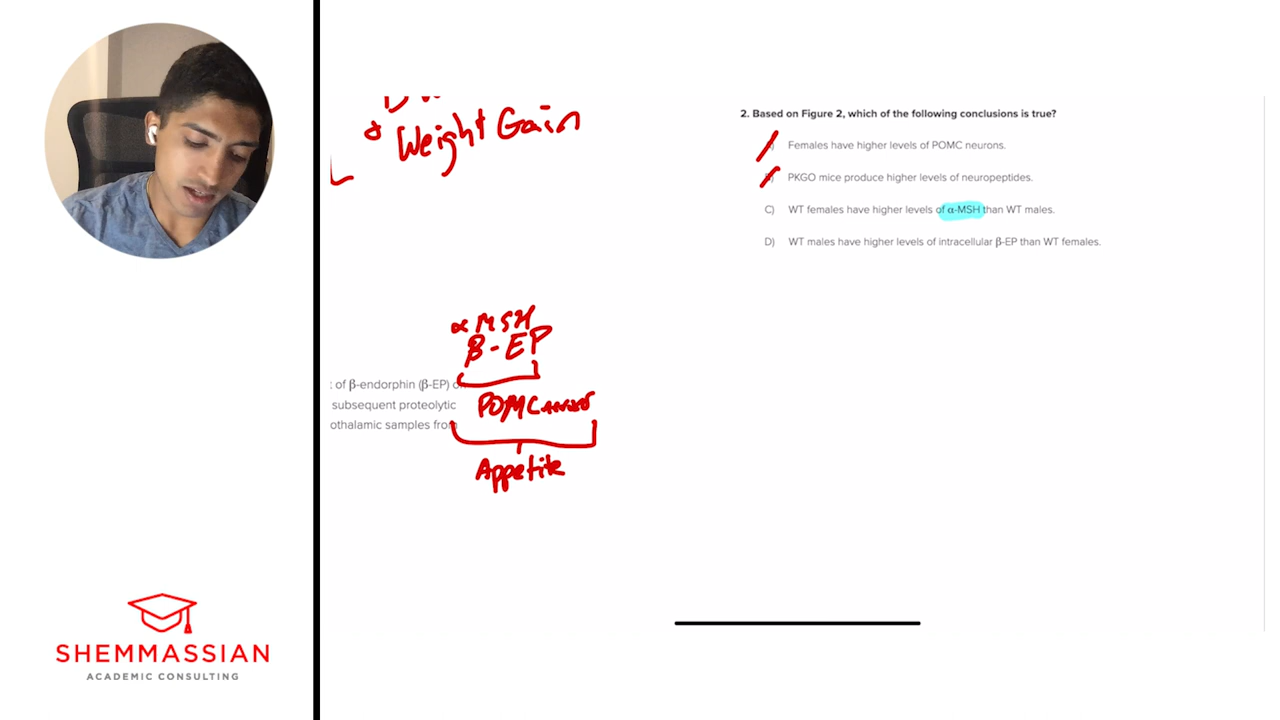 Weight Gain
2. Based on Figure 2, which of the following conclusions is true?
Females have higher levels of POMC neurons.
B) PKGO mice produce higher levels of neuropeptides.
C) WT females have higher levels of α-MSH than WT males.
D) WT males have higher levels of intracellular β-EP than WT females.
α MSH
β-EP
of β-endorphin (β-EP)
subsequent proteolytic
POMC
othalamic samples from
Appetite
SHEMMASSIAN
ACADEMIC CONSULTING